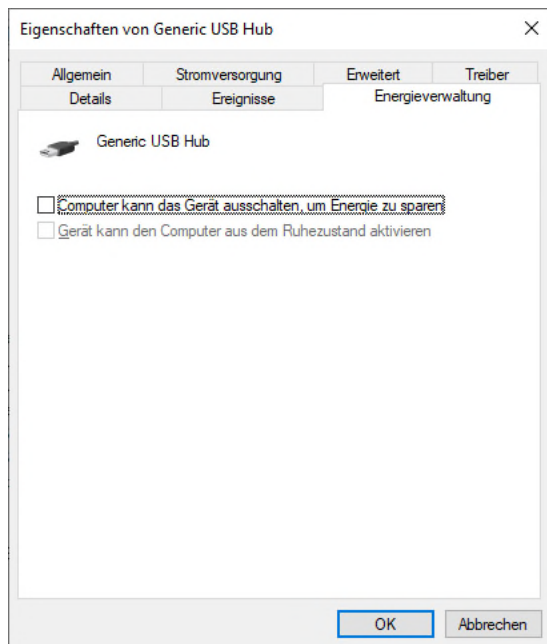 Eigenschaften von Generic USB Hub
Allgemein Stromversorgung Erweitert Treiber
Details Ereignisse Energieverwaltung
Generic USB Hub
Computer kann das Gerät ausschalten, um Energie zu sparen
Gerät kann den Computer aus dem Ruhezustand aktivieren
OK Abbrechen